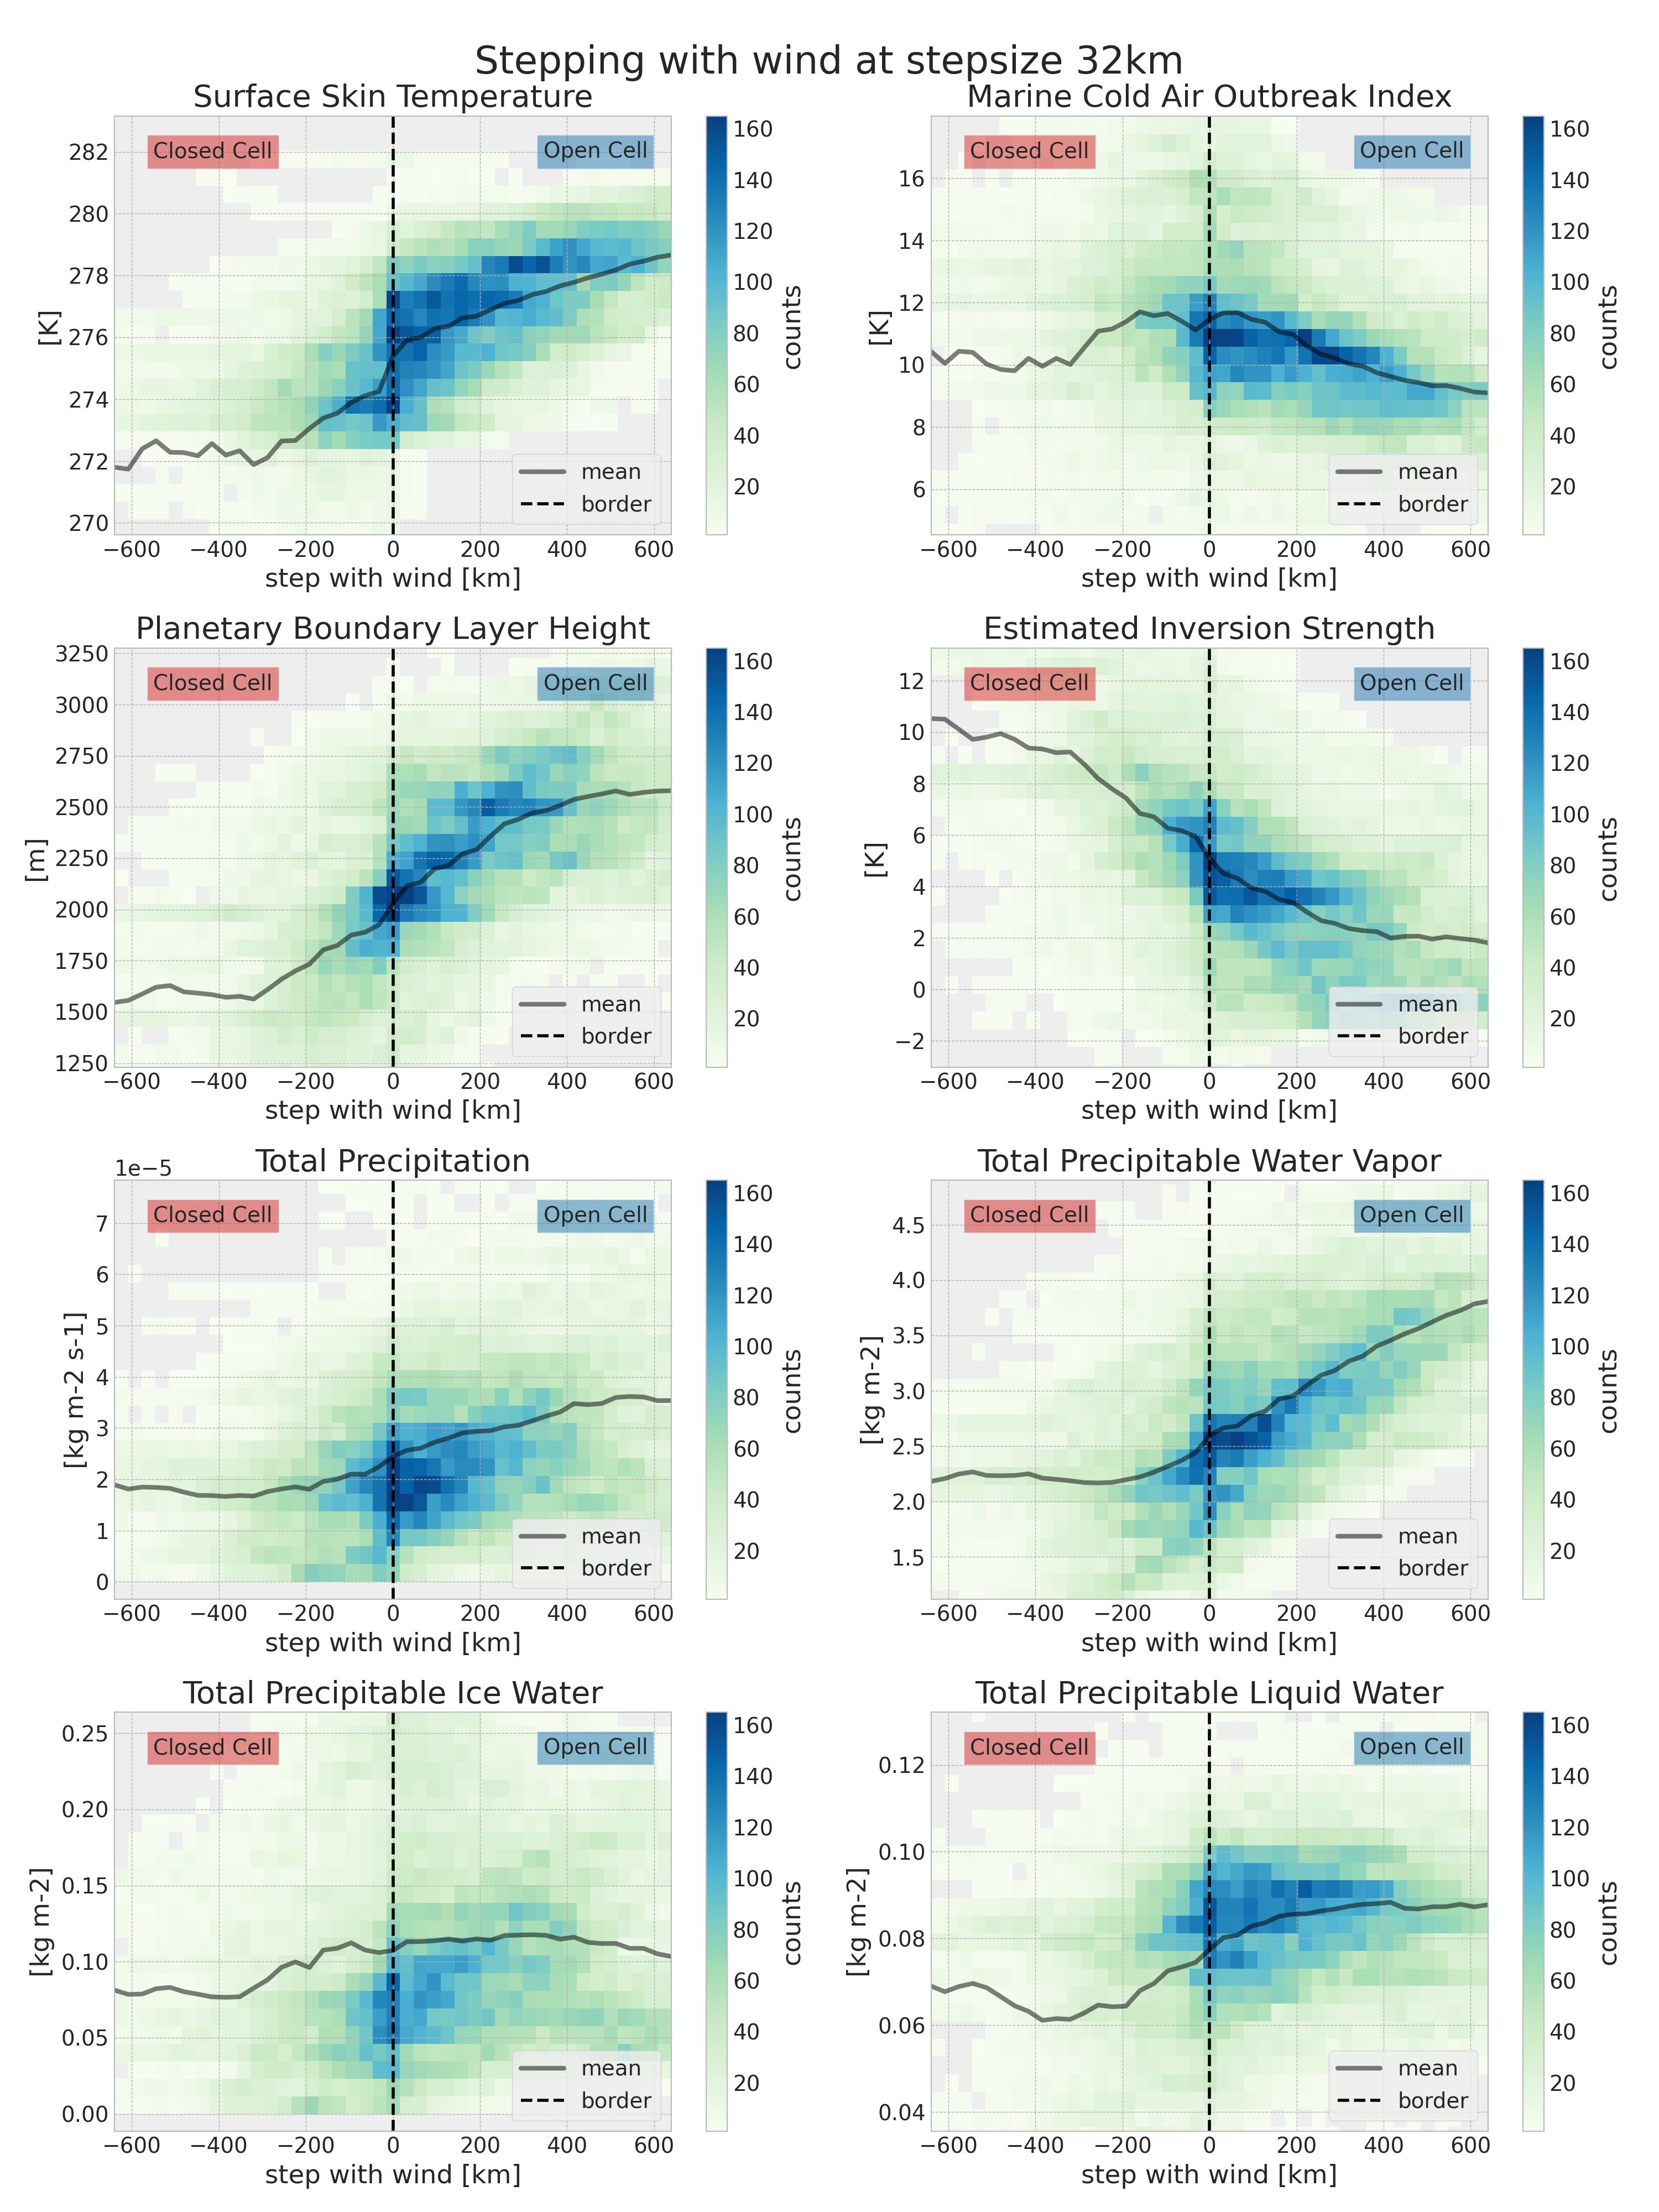 Stepping with wind at stepsize 32km
Surface Skin Temperature
Closed Cell
Open Cell
[K]
282
280
278
276
274
272
270
mean
border
−600 −400 −200 0 200 400 600
step with wind [km]
160
140
120
100
80
60
40
20
counts
Marine Cold Air Outbreak Index
Closed Cell
Open Cell
[K]
16
14
12
10
8
6
mean
border
−600 −400 −200 0 200 400 600
step with wind [km]
160
140
120
100
80
60
40
20
counts
Planetary Boundary Layer Height
Closed Cell
Open Cell
[m]
3250
3000
2750
2500
2250
2000
1750
1500
1250
mean
border
−600 −400 −200 0 200 400 600
step with wind [km]
160
140
120
100
80
60
40
20
counts
Estimated Inversion Strength
Closed Cell
Open Cell
[K]
12
10
8
6
4
2
0
−2
mean
border
−600 −400 −200 0 200 400 600
step with wind [km]
160
140
120
100
80
60
40
20
counts
Total Precipitation
1e−5
Closed Cell
Open Cell
[kg m-2 s-1]
7
6
5
4
3
2
1
0
mean
border
−600 −400 −200 0 200 400 600
step with wind [km]
160
140
120
100
80
60
40
20
counts
Total Precipitable Water Vapor
Closed Cell
Open Cell
[kg m-2]
4.5
4.0
3.5
3.0
2.5
2.0
1.5
mean
border
−600 −400 −200 0 200 400 600
step with wind [km]
160
140
120
100
80
60
40
20
counts
Total Precipitable Ice Water
Closed Cell
Open Cell
[kg m-2]
0.25
0.20
0.15
0.10
0.05
0.00
mean
border
−600 −400 −200 0 200 400 600
step with wind [km]
160
140
120
100
80
60
40
20
counts
Total Precipitable Liquid Water
Closed Cell
Open Cell
[kg m-2]
0.12
0.10
0.08
0.06
0.04
mean
border
−600 −400 −200 0 200 400 600
step with wind [km]
160
140
120
100
80
60
40
20
counts